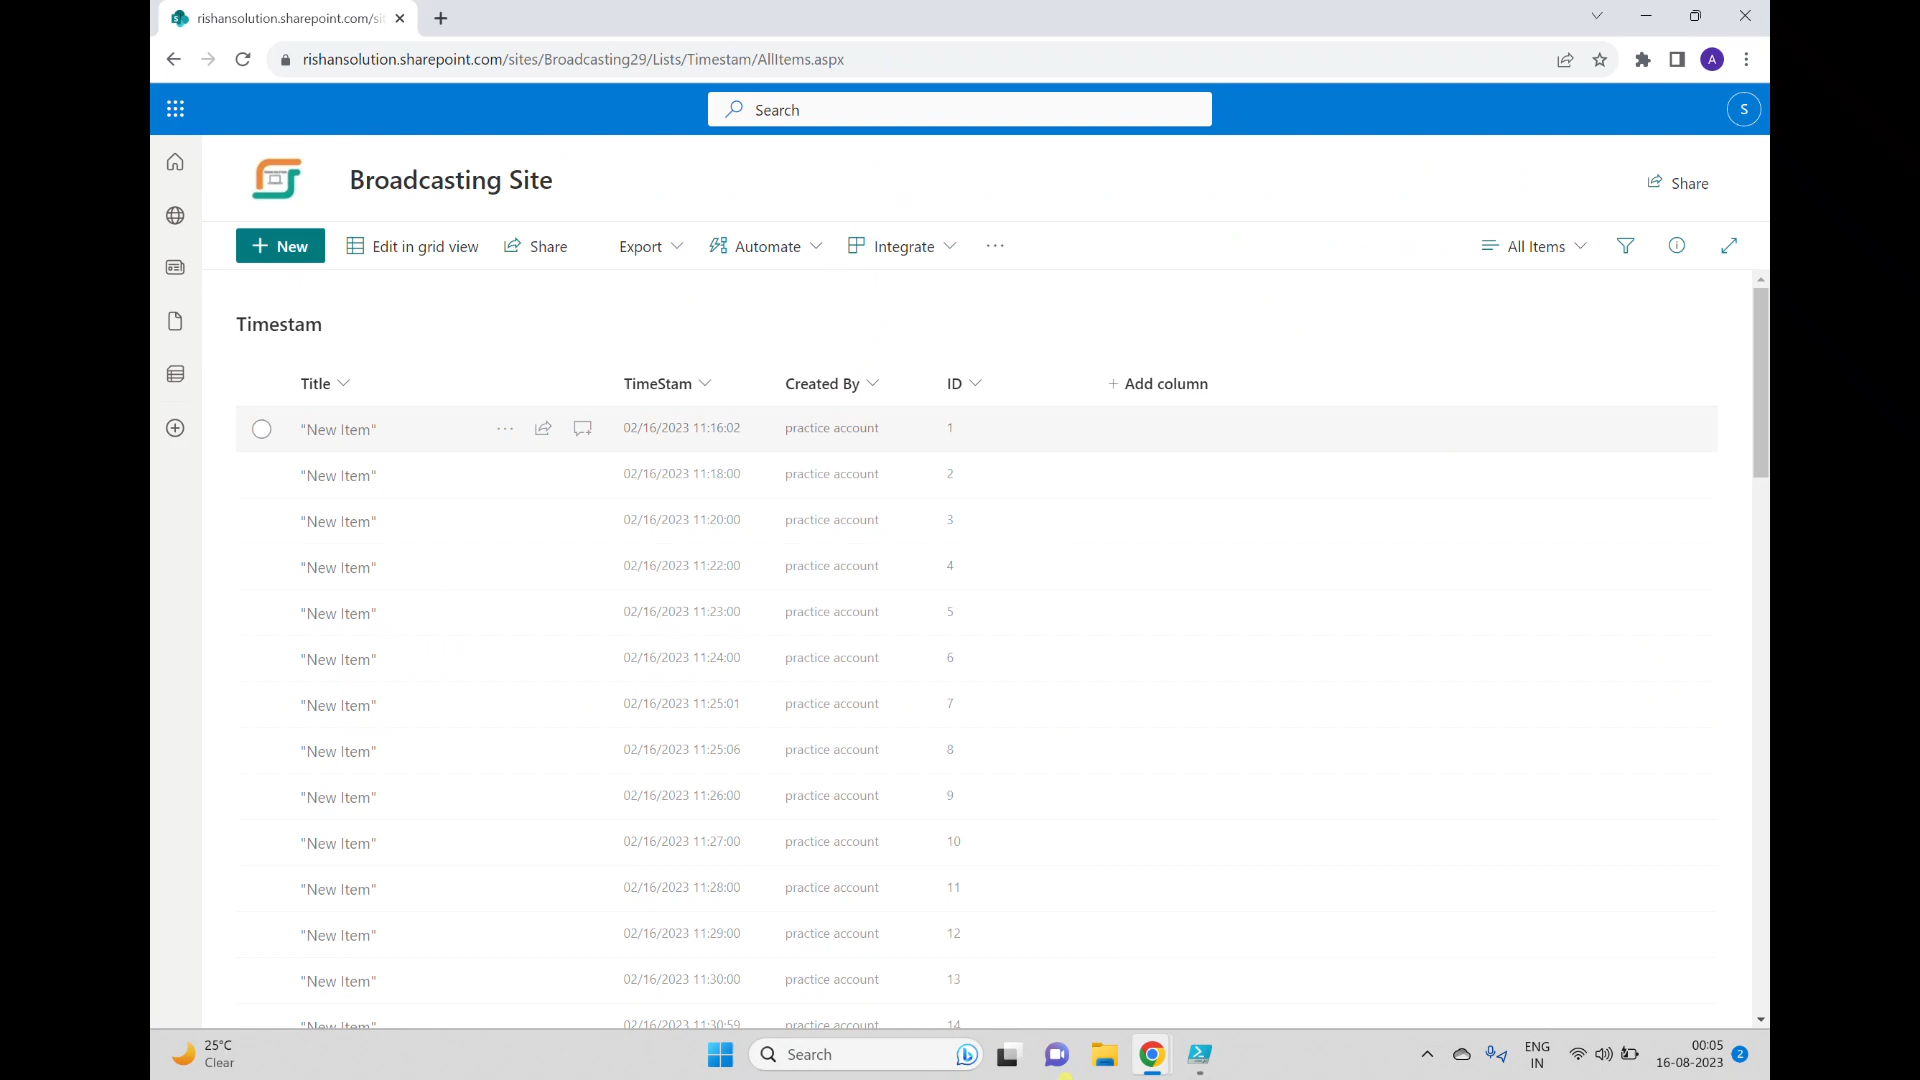 rishansolution.sharepoint.com/sit
rishansolution.sharepoint.com/sites/Broadcasting29/Lists/Timestam/AllItems.aspx
A
Search
S
Broadcasting Site
Share
New
Edit in grid view
Share
Export
Automate
Integrate
All Items
Timestam
Title TimeStam Created By ID Add column
"New Item" 02/16/2023 11:16:02 practice account 1
"New Item" 02/16/2023 11:18:00 practice account 2
"New Item" 02/16/2023 11:20:00 practice account 3
"New Item" 02/16/2023 11:22:00 practice account 4
"New Item" 02/16/2023 11:23:00 practice account 5
"New Item" 02/16/2023 11:24:00 practice account 6
"New Item" 02/16/2023 11:25:01 practice account 7
"New Item" 02/16/2023 11:25:06 practice account 8
"New Item" 02/16/2023 11:26:00 practice account 9
"New Item" 02/16/2023 11:27:00 practice account 10
"New Item" 02/16/2023 11:28:00 practice account 11
"New Item" 02/16/2023 11:29:00 practice account 12
"New Item" 02/16/2023 11:30:00 practice account 13
"New Item" 02/16/2023 11:30:59 practice account 14
25°C
Clear
Search
ENG
IN
00:05
16-08-2023
2